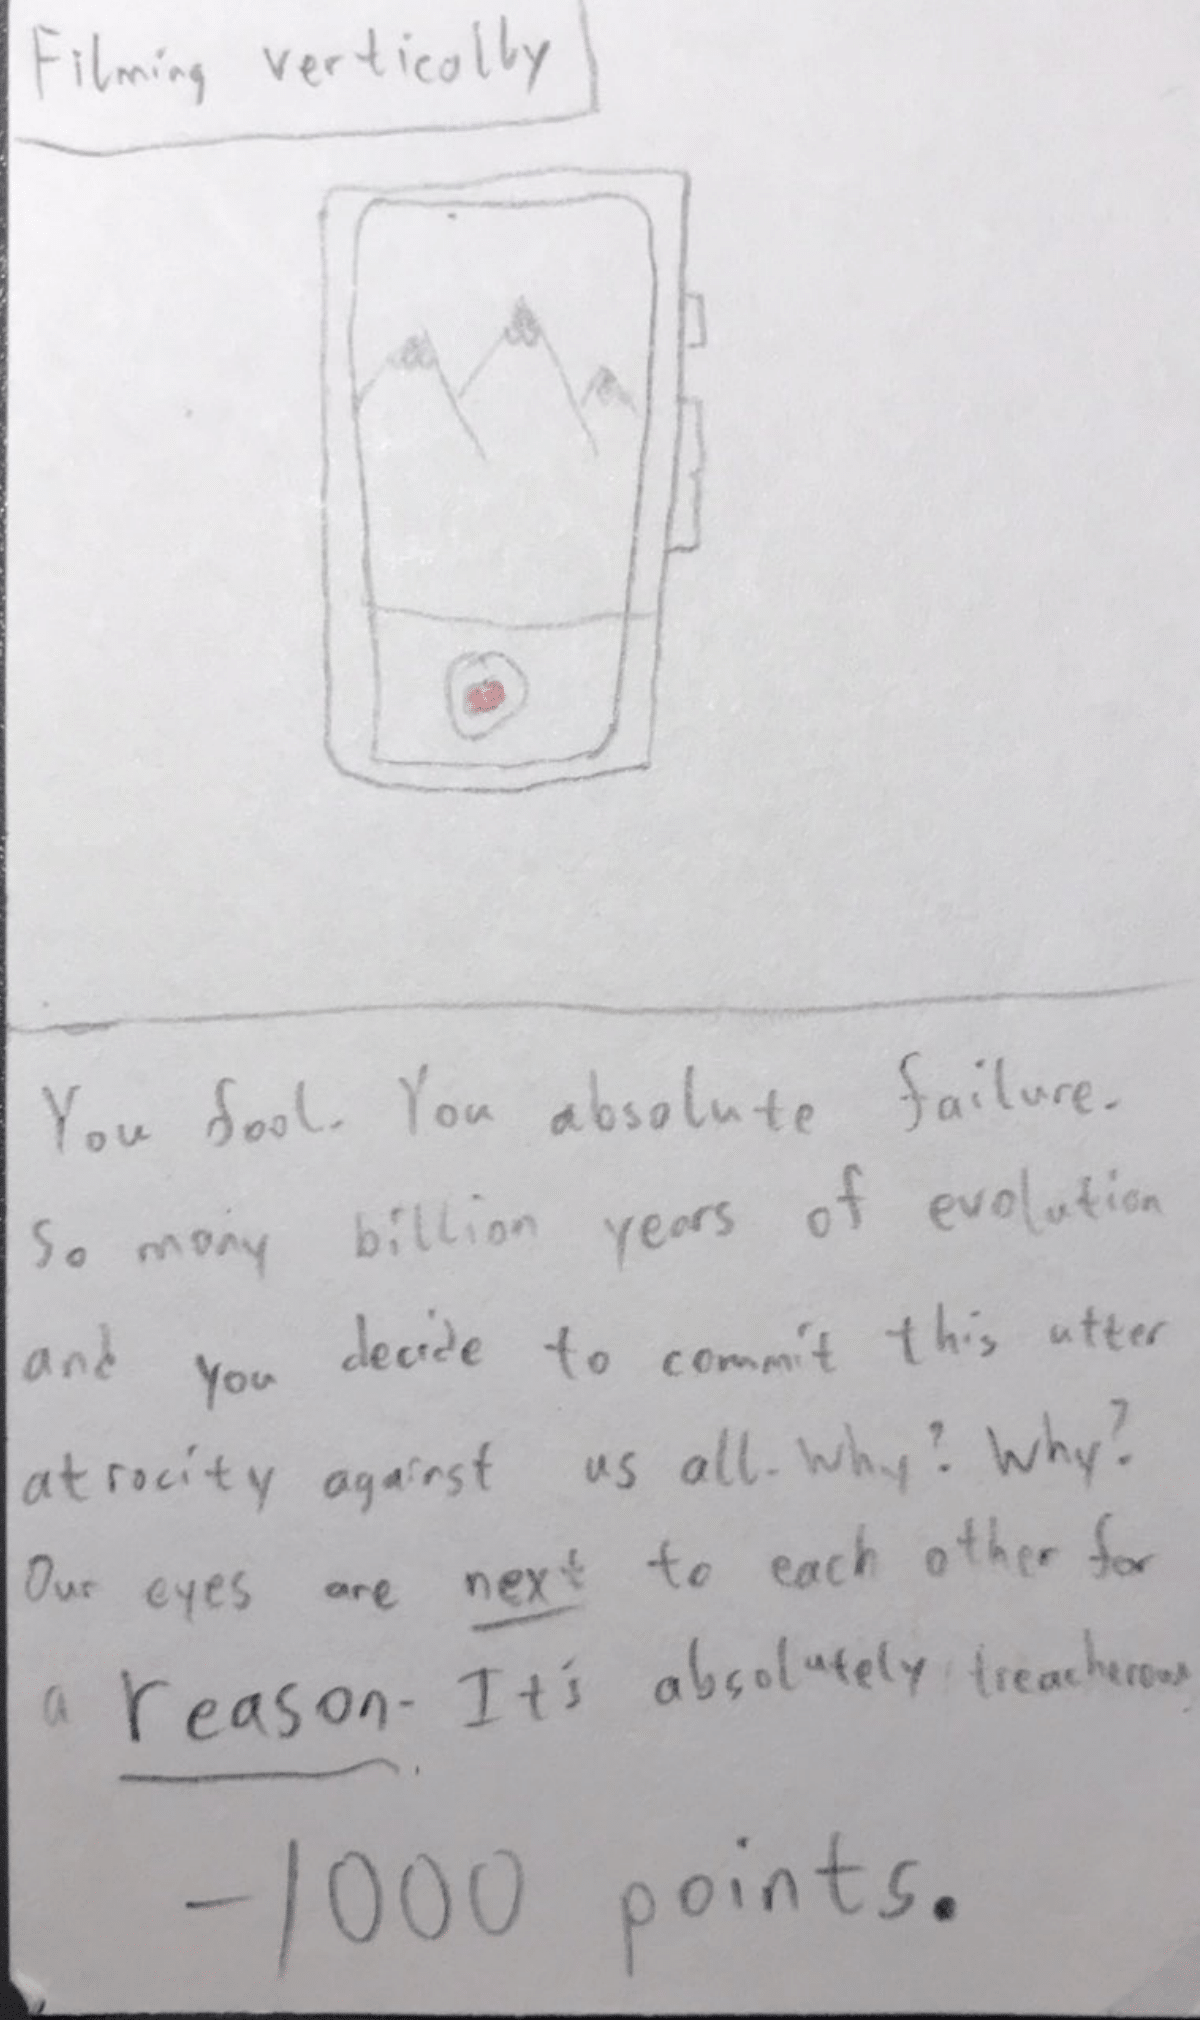 Filming vertically
You fool. You absolute failure.
So many billion years of evolution
and you decide to commit this utter
atrocity against us all. Why? Why?
Our eyes are next to each other for
a reason. It's absolutely treacherous
-1000 points.